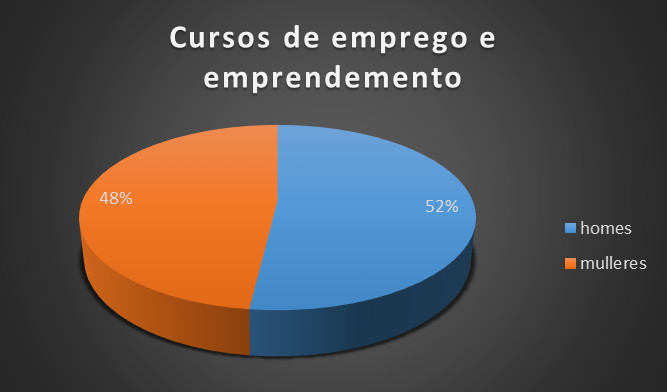 Cursos de emprego e
emprendemento
48%
52%
homes
mulleres